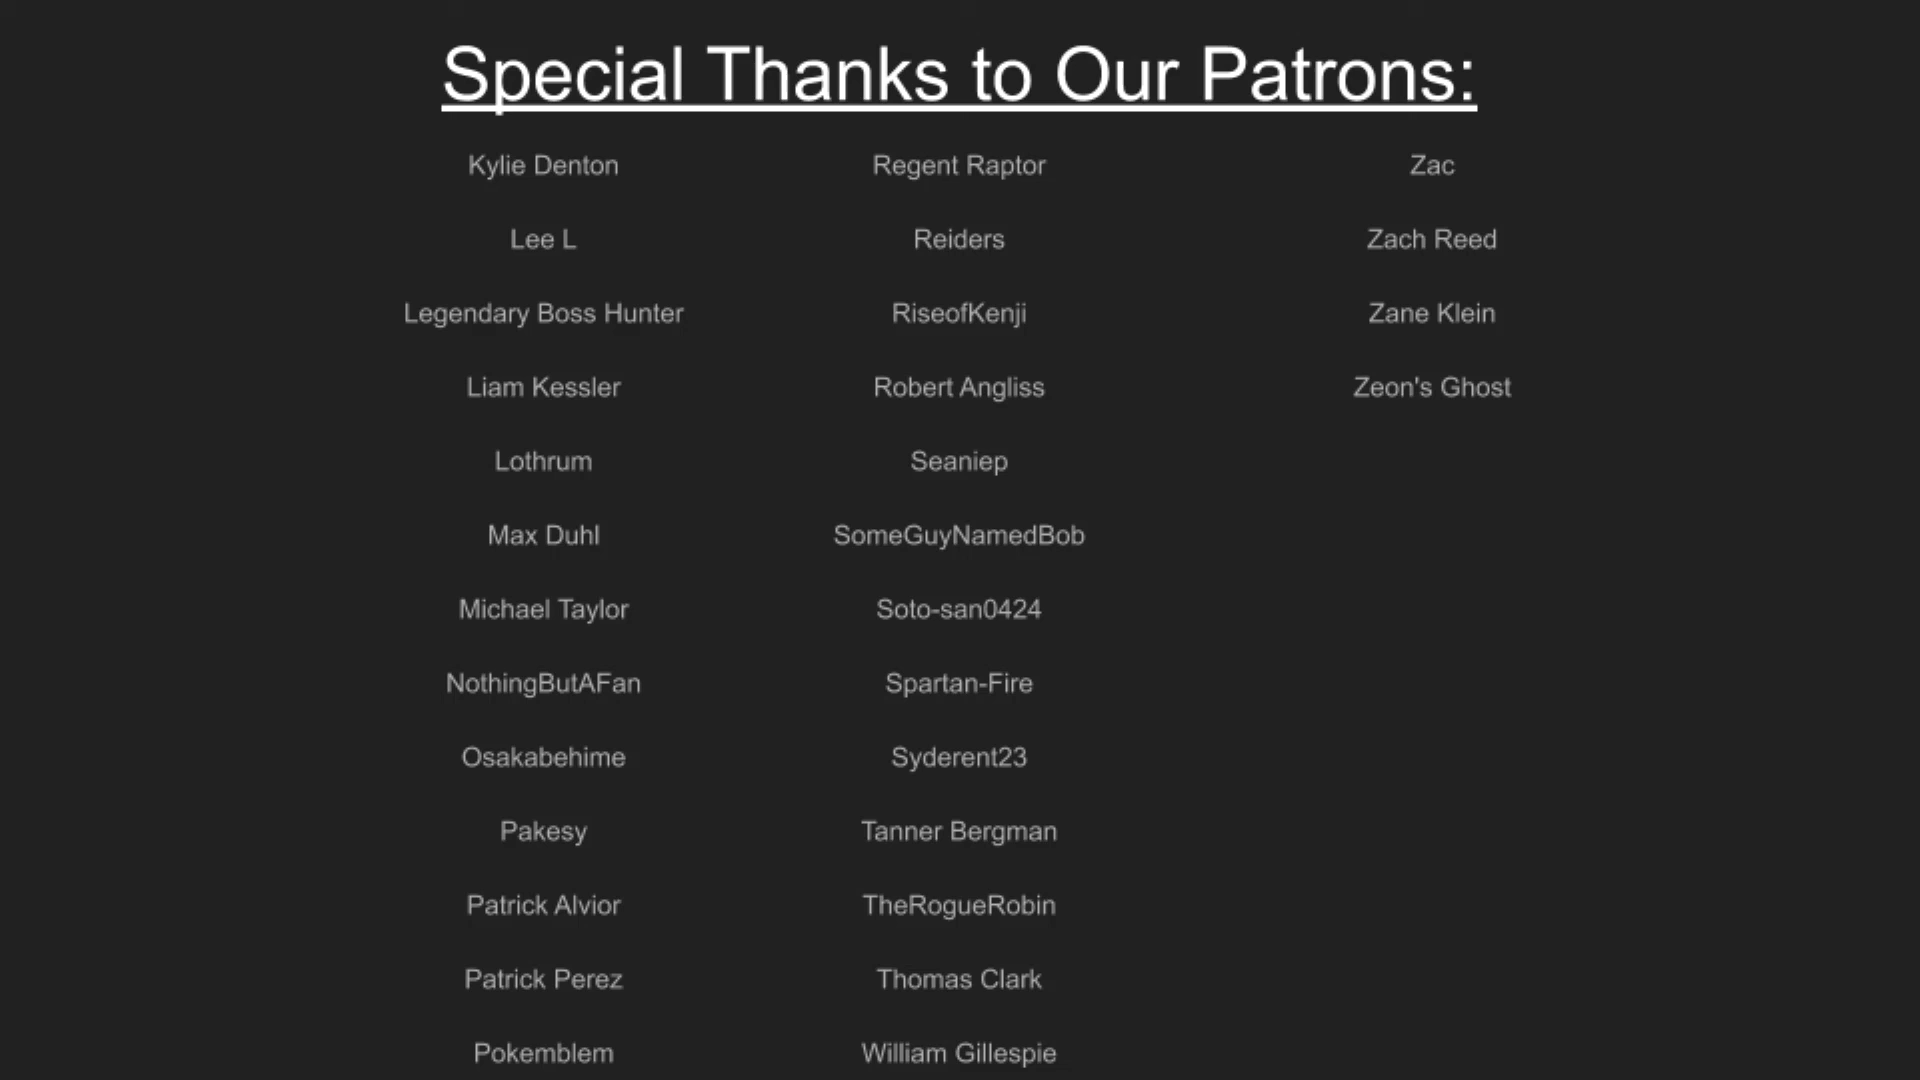 Special Thanks to Our Patrons:
Kylie Denton
Lee L
Legendary Boss Hunter
Liam Kessler
Lothrum
Max Duhl
Michael Taylor
NothingButAFan
Osakabehime
Pakesy
Patrick Alvior
Patrick Perez
Pokemblem
Regent Raptor
Reiders
RiseofKenji
Robert Angliss
Seaniep
SomeGuyNamedBob
Soto-san0424
Spartan-Fire
Syderent23
Tanner Bergman
TheRogueRobin
Thomas Clark
William Gillespie
Zac
Zach Reed
Zane Klein
Zeon's Ghost